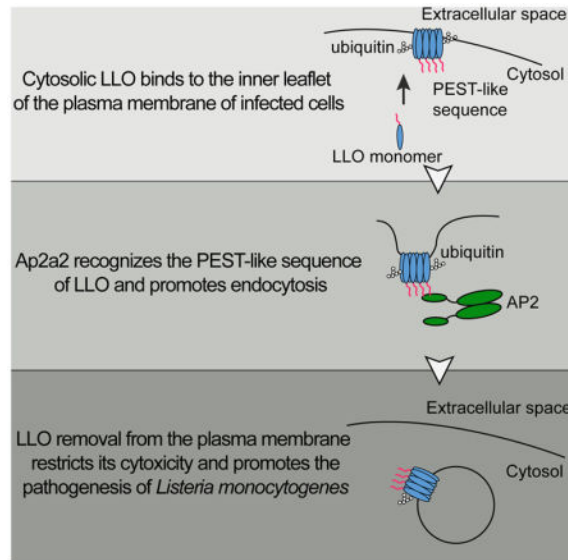 Extracellular space
ubiquitin
Cytosol
Cytosolic LLO binds to the inner leaflet
of the plasma membrane of infected cells
PEST-like
sequence
LLO monomer
Ap2a2 recognizes the PEST-like sequence
of LLO and promotes endocytosis
ubiquitin
AP2
Extracellular space
LLO removal from the plasma membrane
restricts its cytoxicity and promotes the
pathogenesis of Listeria monocytogenes
Cytosol